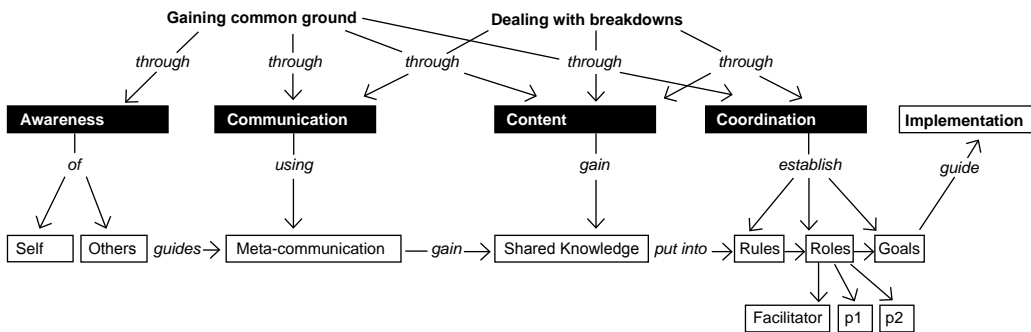 Gaining common ground
Dealing with breakdowns
through
through
through
through
through
Awareness
Communication
Content
Coordination
Implementation
of
using
gain
establish
guide
Self
Others
guides
Meta-communication
gain
Shared Knowledge
put into
Rules
Roles
Goals
Facilitator
p1
p2